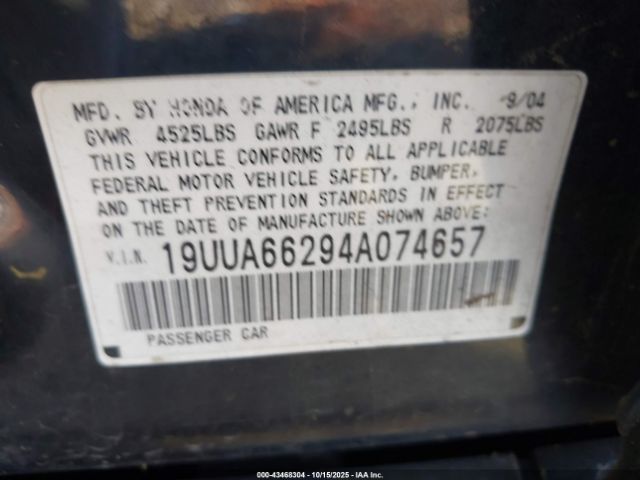 MFD. BY HONDA OF AMERICA MFG., INC. 9/04
GVWR 4525LBS GAWR F 2495LBS R 2075LBS
THIS VEHICLE CONFORMS TO ALL APPLICABLE
FEDERAL MOTOR VEHICLE SAFETY, BUMPER,
AND THEFT PREVENTION STANDARDS IN EFFECT
ON THE DATE OF MANUFACTURE SHOWN ABOVE:
V.I.N. 19UUA66294A074657
PASSENGER CAR
000-43468304 | 10/15/2025 | IAA Inc.